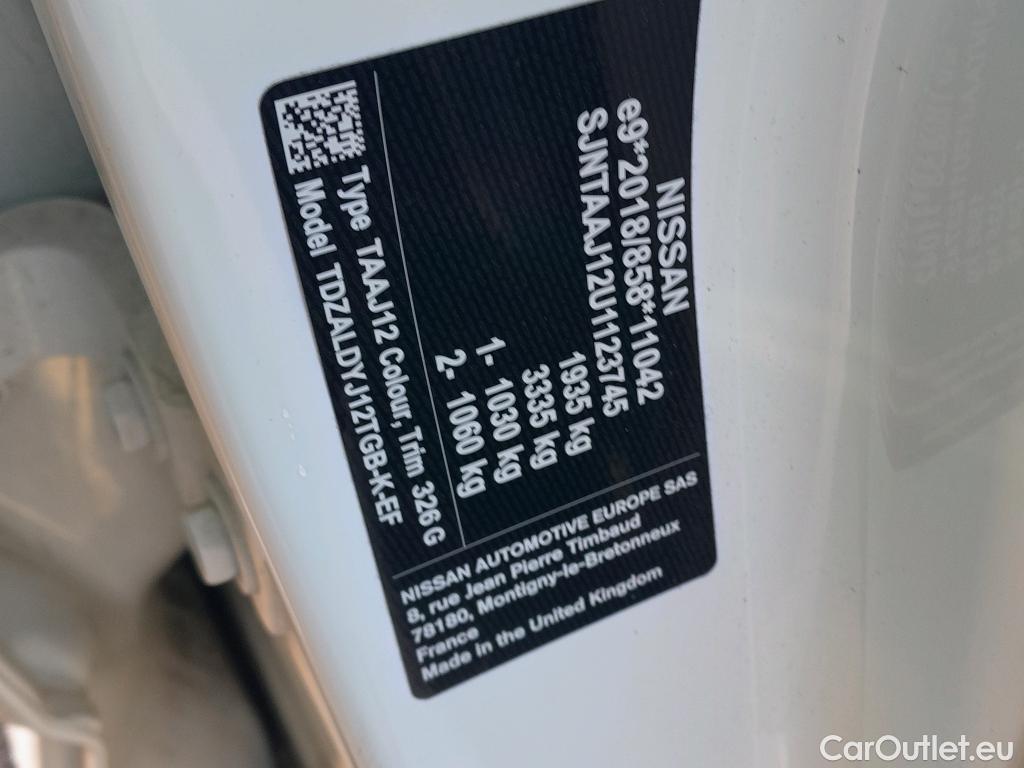 NISSAN
e9*2018/858*11042
SJNTAAJ12U1123745
1935 kg
3335 kg
1- 1030 kg
2- 1060 kg
Type TAAJ12 Colour, Trim 326 G
Model TDZALDYJ12TGB-K-EF
NISSAN AUTOMOTIVE EUROPE SAS
8, rue Jean Pierre Timbaud
78180, Montigny-le-Bretonneux
France
Made in the United Kingdom
CarOutlet.eu